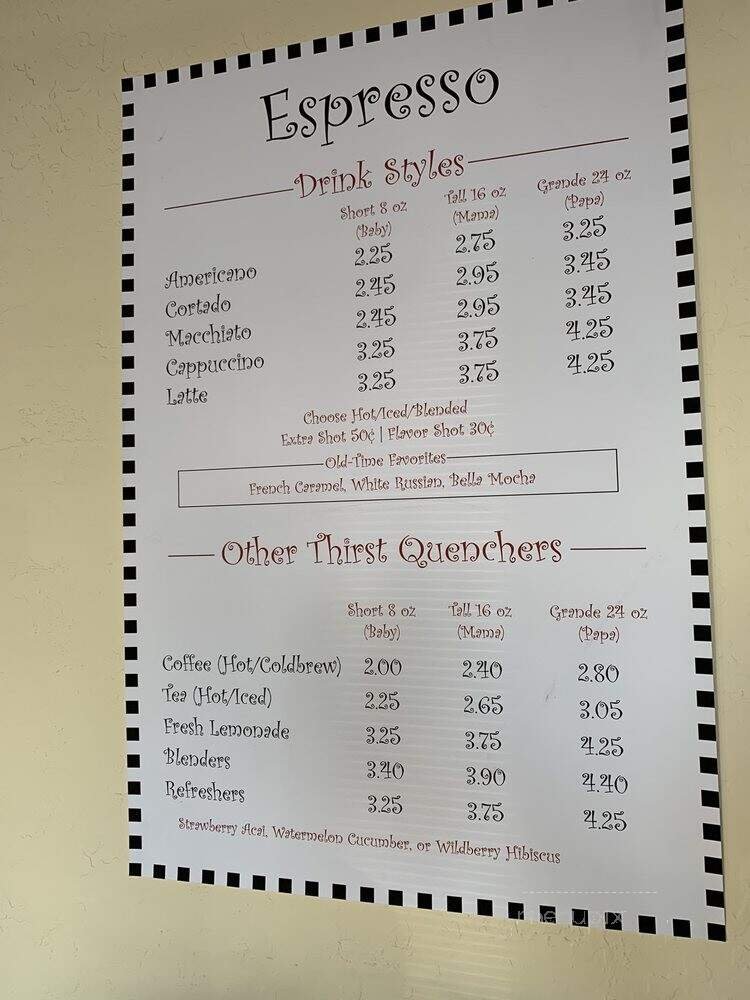 Espresso
Drink Styles
Short 8 oz Tall 16 oz Grande 24 oz
(Baby) (Mama) (Papa)
Americano 2.25 2.75 3.25
Cortado 2.45 2.95 3.45
Macchiato 2.45 2.95 3.45
Cappuccino 3.25 3.75 4.25
Latte 3.25 3.75 4.25
Choose Hot/Iced/Blended
Extra Shot 50¢ | Flavor Shot 30¢
Old-Time Favorites
French Caramel, White Russian, Bella Mocha
Other Thirst Quenchers
Short 8 oz Tall 16 oz Grande 24 oz
(Baby) (Mama) (Papa)
Coffee (Hot/Coldbrew) 2.00 2.40 2.80
Tea (Hot/Iced) 2.25 2.65 3.05
Fresh Lemonade 3.25 3.75 4.25
Blenders 3.40 3.90 4.40
Refreshers 3.25 3.75 4.25
Strawberry Acai, Watermelon Cucumber, or Wildberry Hibiscus
menupix